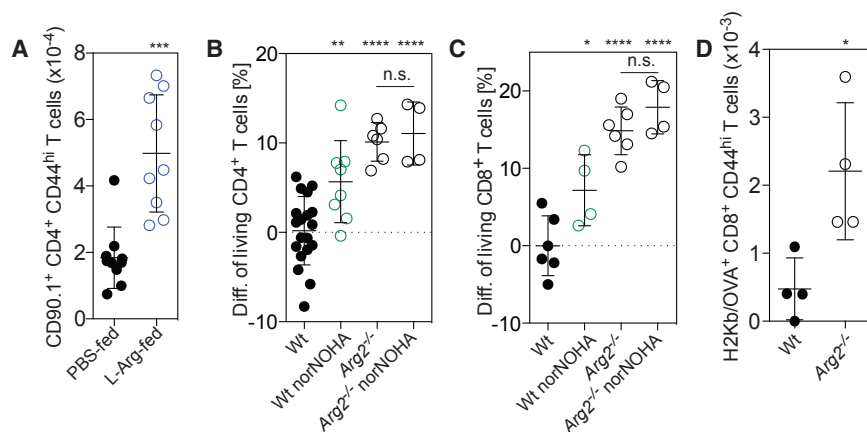 A
CD90.1+ CD4+ CD44hi T cells (x10-4)
8
6
4
2
0
***
PBS-fed
L-Arg-fed
B
Diff. of living CD4+ T cells [%]
20
10
0
-10
**
****
****
n.s.
Wt
Wt norNOHA
Arg2-/-
Arg2-/- norNOHA
C
Diff. of living CD8+ T cells [%]
20
10
0
-10
*
****
****
n.s.
Wt
Wt norNOHA
Arg2-/-
Arg2-/- norNOHA
D
H2Kb/OVA+ CD8+ CD44hi T cells (x10-3)
4
3
2
1
0
*
Wt
Arg2-/-